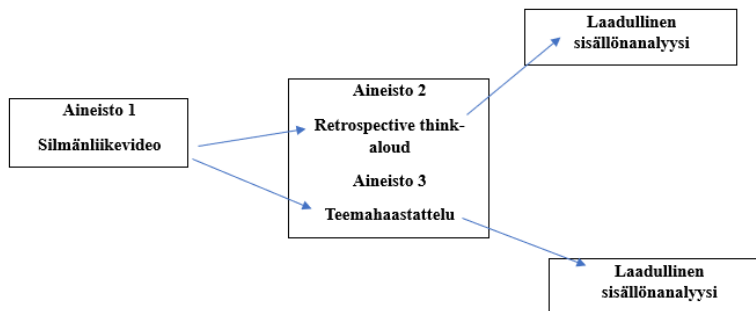 Aineisto 1
Silmänliikevideo
Aineisto 2
Retrospective think-
aloud
Aineisto 3
Teemahaastattelu
Laadullinen
sisällönanalyysi
Laadullinen
sisällönanalyysi